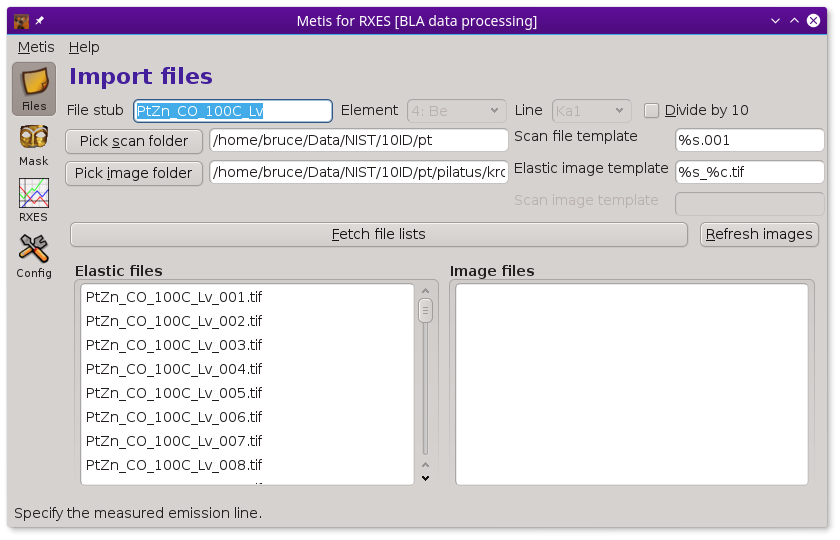 Metis for RXES [BLA data processing]
Metis Help
Files
Mask
RXES
Config
Import files
File stub PtZn_CO_100C_Lv Element 4: Be Line Ka1 Divide by 10
Pick scan folder /home/bruce/Data/NIST/10ID/pt Scan file template %s.001
Pick image folder /home/bruce/Data/NIST/10ID/pt/pilatus/krc Elastic image template %s_%c.tif
Scan image template
Fetch file lists Refresh images
Elastic files Image files
PtZn_CO_100C_Lv_001.tif
PtZn_CO_100C_Lv_002.tif
PtZn_CO_100C_Lv_003.tif
PtZn_CO_100C_Lv_004.tif
PtZn_CO_100C_Lv_005.tif
PtZn_CO_100C_Lv_006.tif
PtZn_CO_100C_Lv_007.tif
PtZn_CO_100C_Lv_008.tif
Specify the measured emission line.